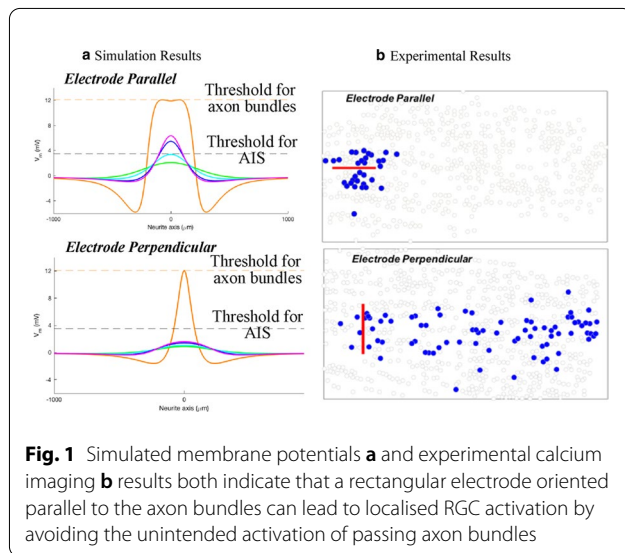 a Simulation Results
Electrode Parallel
Threshold for
axon bundles
Threshold for
AIS
12
8
4
0
-4
Vm (mV)
-1000
0
1000
Neurite axis (μm)
Electrode Perpendicular
Threshold for
axon bundles
Threshold for
AIS
12
8
4
0
-4
Vm (mV)
-1000
0
Neurite axis (μm)
b Experimental Results
Electrode Parallel
Electrode Perpendicular
Fig. 1 Simulated membrane potentials a and experimental calcium
imaging b results both indicate that a rectangular electrode oriented
parallel to the axon bundles can lead to localised RGC activation by
avoiding the unintended activation of passing axon bundles